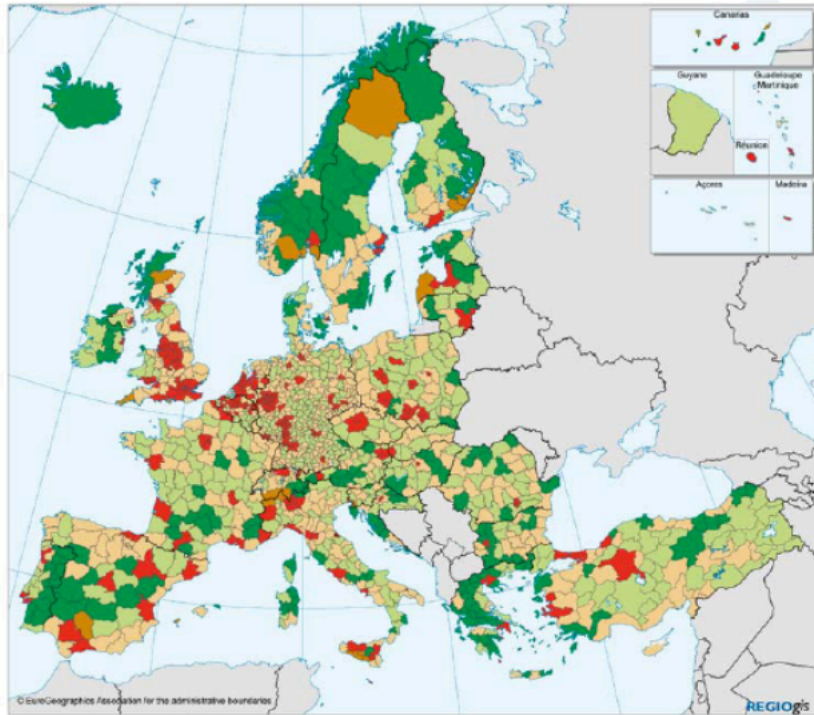 Canarias
Guyane
Guadeloupe
Martinique
Réunion
Açores
Madeira
© EuroGeographics Association for the administrative boundaries
REGIOgis